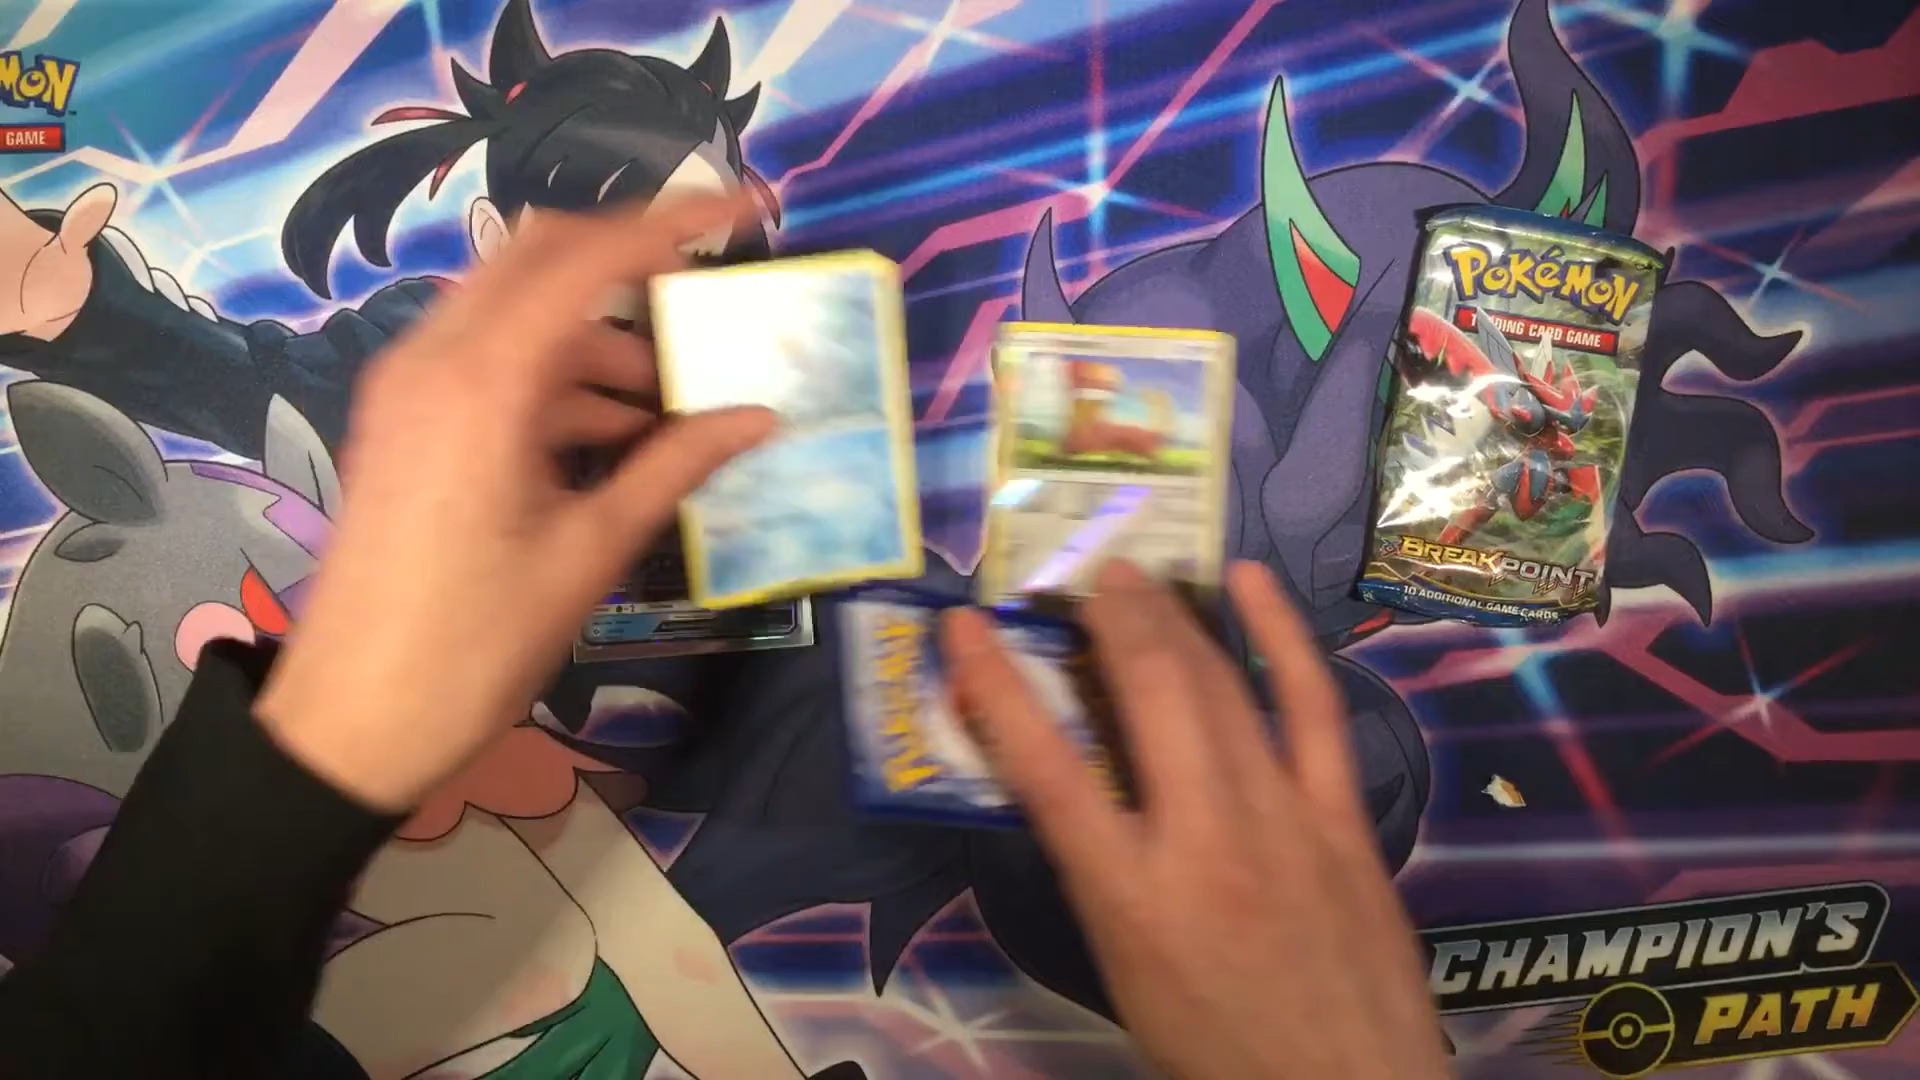 MON
GAME
POKéMON
TRADING CARD GAME
BREAKPOINT
10 ADDITIONAL GAME CARDS
CHAMPION'S
PATH